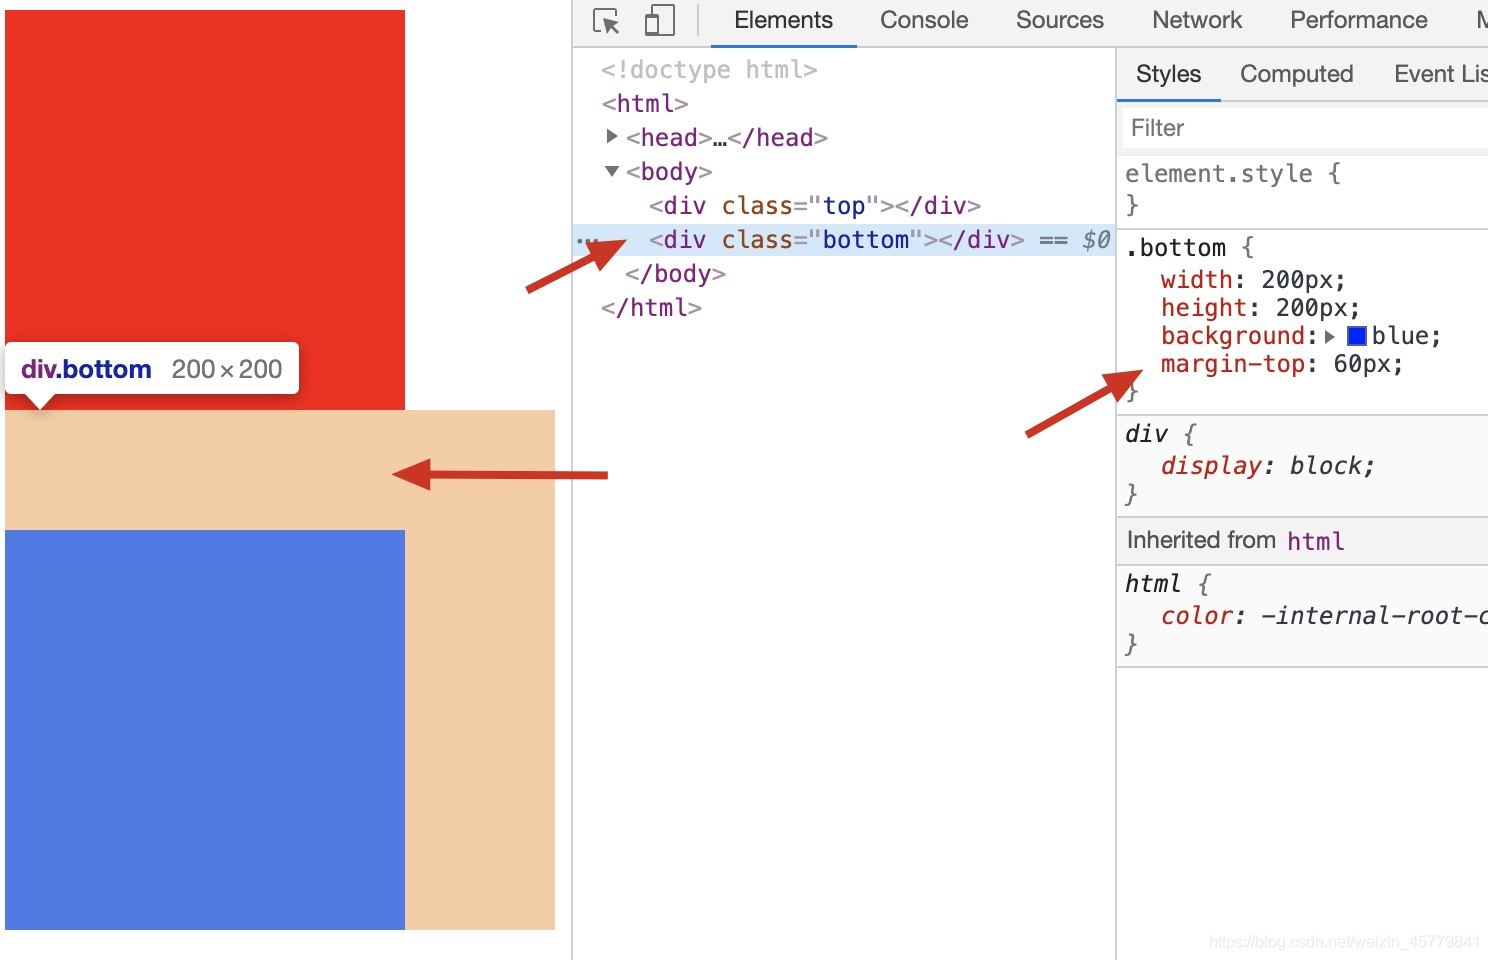 Elements Console Sources Network Performance M
<!doctype html>
<html>
<head>…</head>
<body>
<div class="top"></div>
… <div class="bottom"></div> == $0
</body>
</html>
div.bottom 200×200
Styles Computed Event Lis
Filter
element.style {
}
.bottom {
width: 200px;
height: 200px;
background: blue;
margin-top: 60px;
}
div {
display: block;
}
Inherited from html
html {
color: -internal-root-c
}
https://blog.csdn.net/weixin_45779841